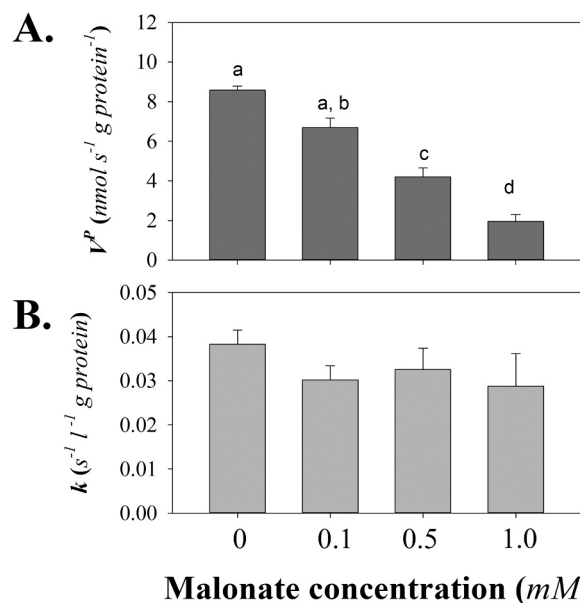 A.
V^P (nmol s^-1 g protein^-1)
12
10
8
6
4
2
0
a
a, b
c
d
B.
k (s^-1 l^-1 g protein)
0.05
0.04
0.03
0.02
0.01
0.00
0 0.1 0.5 1.0
Malonate concentration (mM